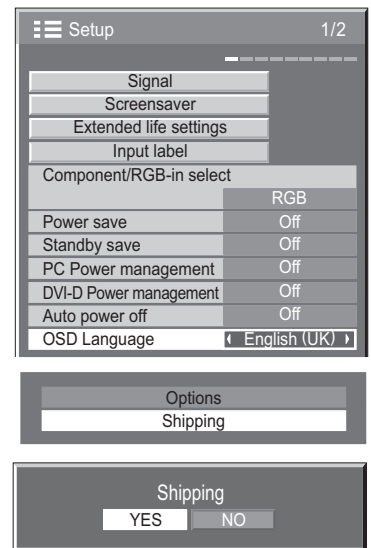 Setup 1/2
Signal
Screensaver
Extended life settings
Input label
Component/RGB-in select
RGB
Power save Off
Standby save Off
PC Power management Off
DVI-D Power management Off
Auto power off Off
OSD Language English (UK)
Options
Shipping
Shipping
YES NO